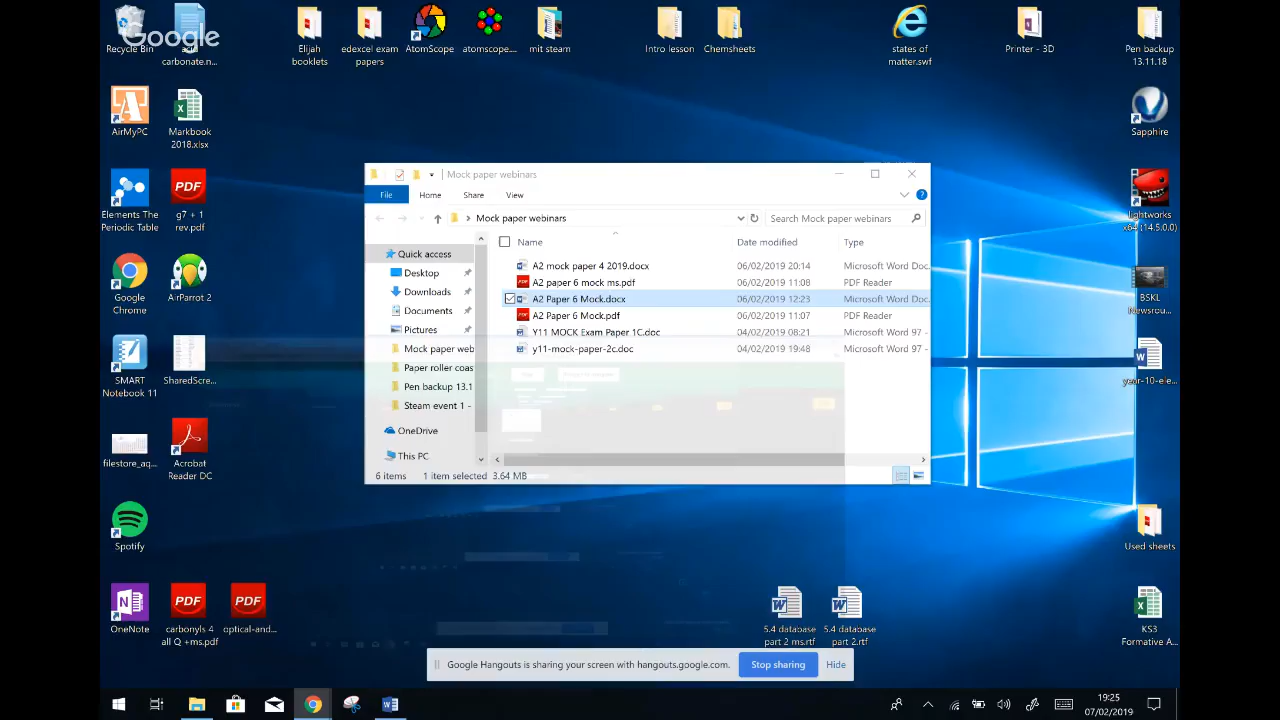 Recycle Bin
Google
acid
carbonate.n...
Elijah
booklets
edexcel exam
papers
AtomScope
atomscope....
mit steam
Intro lesson
Chemsheets
states of
matter.swf
Printer - 3D
Pen backup
13.11.18
AirMyPC
Markbook
2018.xlsx
Sapphire
Elements The
Periodic Table
PDF
g7 + 1
rev.pdf
lightworks
x64 (14.5.0.0)
Google
Chrome
AirParrot 2
BSKL
Newsrou...
SMART
Notebook 11
SharedScre...
year-10-ele...
filestore_aq...
Acrobat
Reader DC
Spotify
Used sheets
OneNote
PDF
carbonyls 4
all Q +ms.pdf
PDF
optical-and...
5.4 database
part 2 ms.rtf
5.4 database
part 2.rtf
KS3
Formative A...
Mock paper webinars
File Home Share View
Mock paper webinars
Search Mock paper webinars
Quick access
Desktop
Downloads
Documents
Pictures
Mock paper web
Paper roller coas
Pen backup 13.1
Steam event 1 -
OneDrive
This PC
Name Date modified Type
A2 mock paper 4 2019.docx 06/02/2019 20:14 Microsoft Word Doc.
A2 paper 6 mock ms.pdf 06/02/2019 11:08 PDF Reader
A2 Paper 6 Mock.docx 06/02/2019 12:23 Microsoft Word Doc.
A2 Paper 6 Mock.pdf 06/02/2019 11:07 PDF Reader
Y11 MOCK Exam Paper 1C.doc 04/02/2019 08:21 Microsoft Word 97 -
y11-mock-paper-2c.doc 04/02/2019 19:48 Microsoft Word 97 -
6 items 1 item selected 3.64 MB
Google Hangouts is sharing your screen with hangouts.google.com. Stop sharing Hide
19:25
07/02/2019